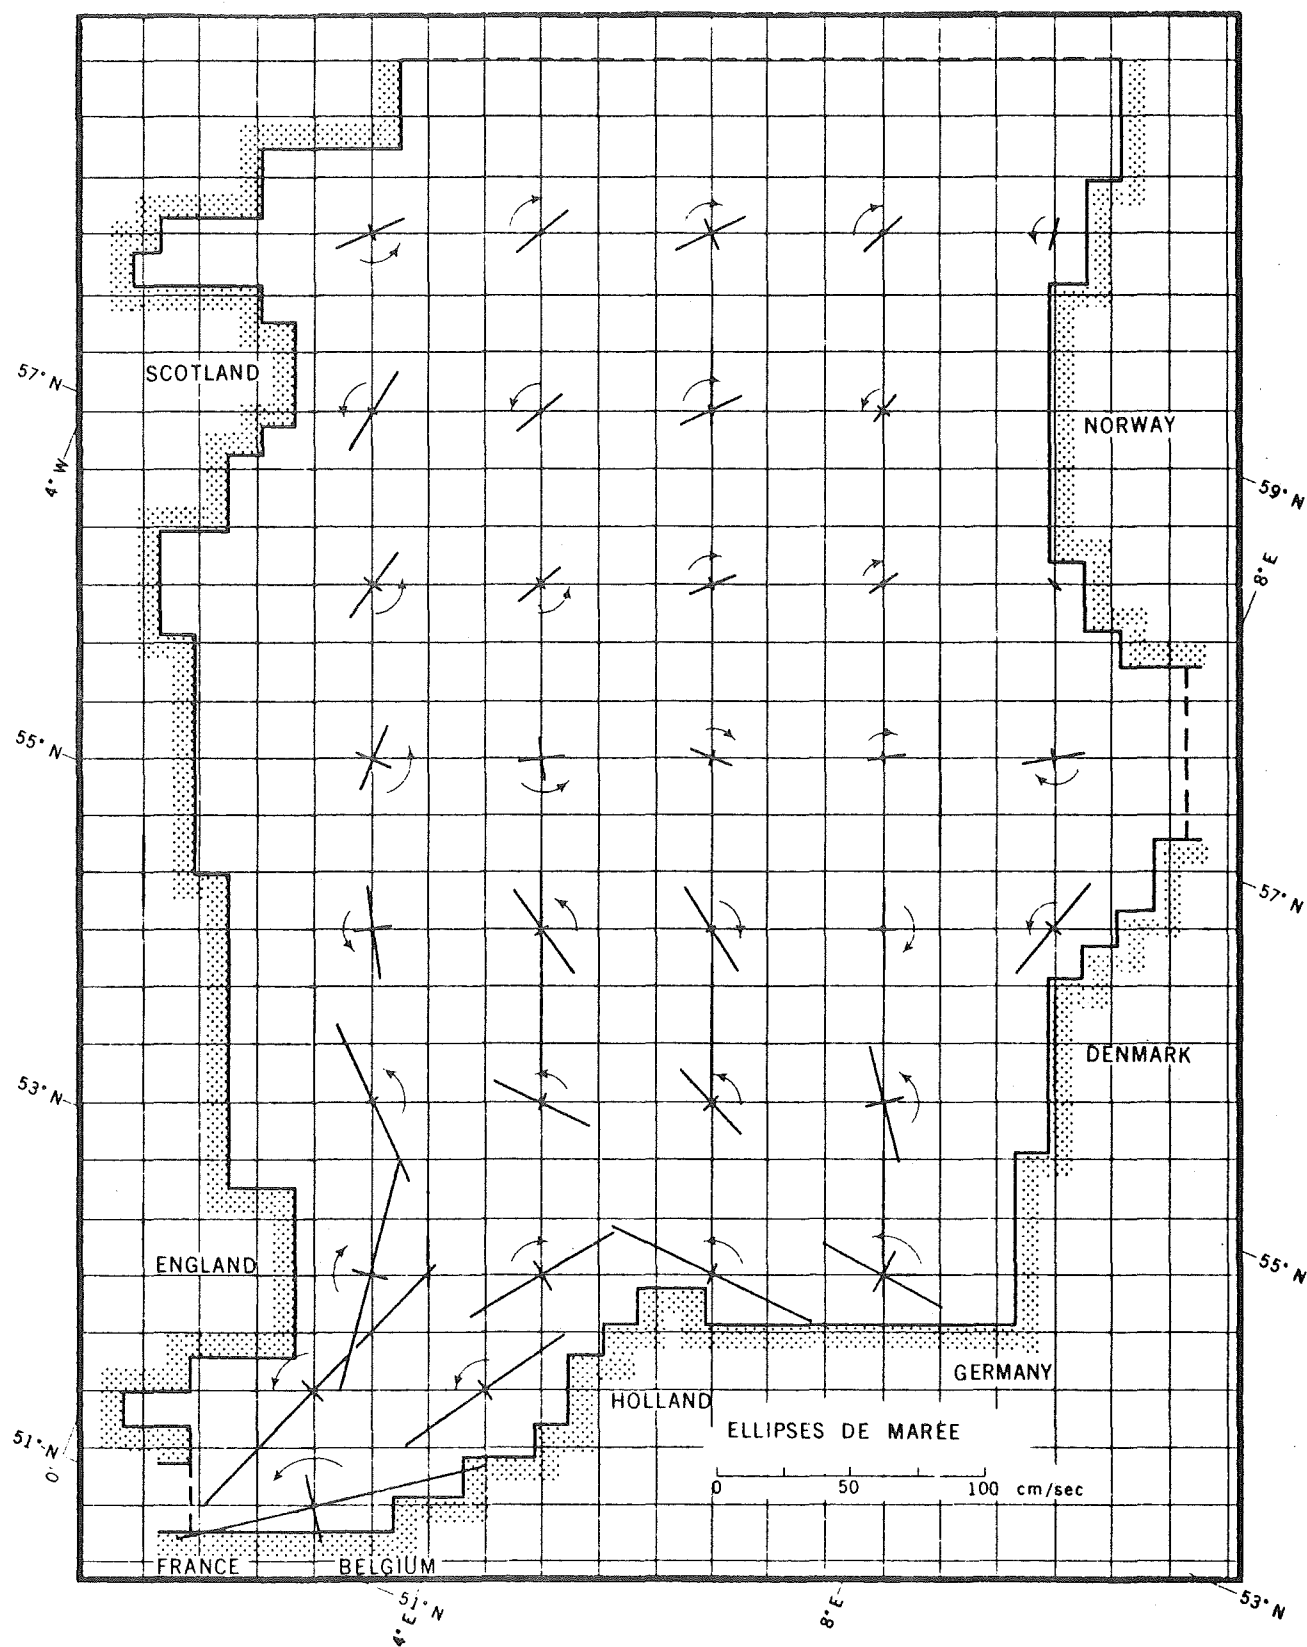 57° N
SCOTLAND
NORWAY
4° W
59° N
8° E
55° N
57° N
DENMARK
53° N
ENGLAND
55° N
GERMANY
HOLLAND
ELLIPSES DE MARÉE
51° N
0°
0 50 100 cm/sec
FRANCE BELGIUM
51° N
4° E
8° E
53° N